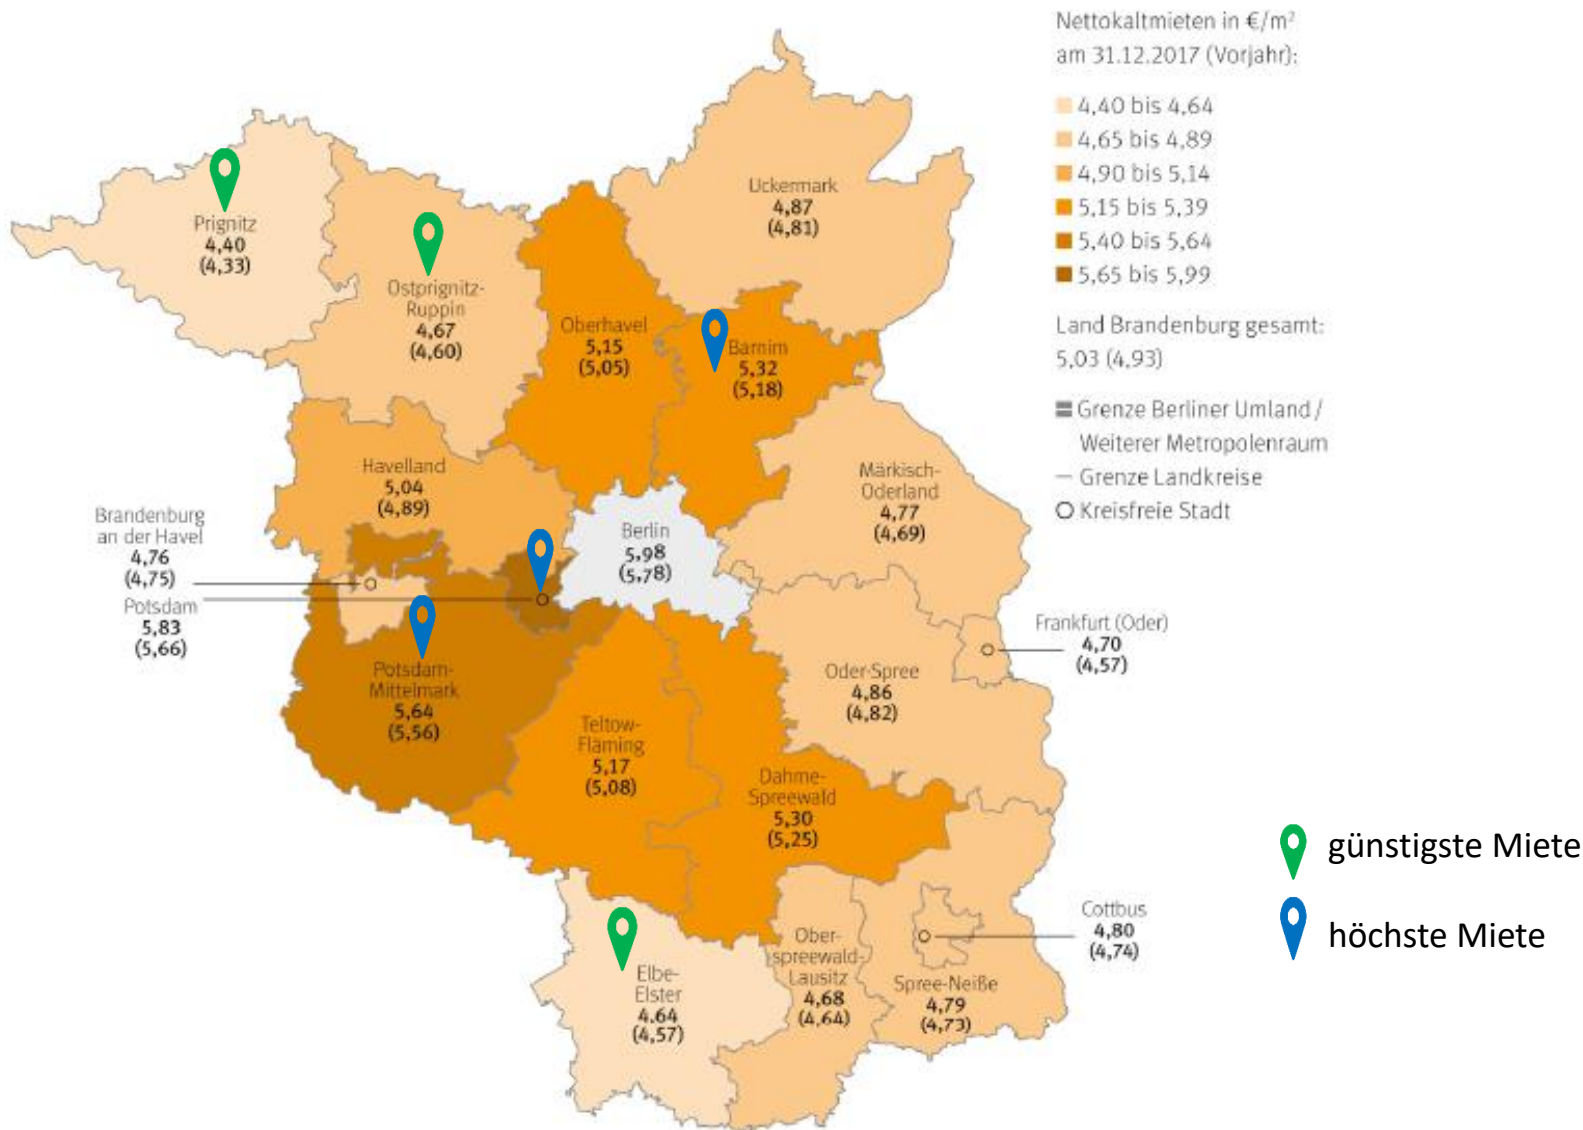 Nettokaltmieten in €/m²
am 31.12.2017 (Vorjahr):
4,40 bis 4,64
4,65 bis 4,89
4,90 bis 5,14
5,15 bis 5,39
5,40 bis 5,64
5,65 bis 5,99
Land Brandenburg gesamt:
5,03 (4,93)
Grenze Berliner Umland /
Weiterer Metropolenraum
Grenze Landkreise
Kreisfreie Stadt
Prignitz
4,40
(4,33)
Ostprignitz-
Ruppin
4,67
(4,60)
Uckermark
4,87
(4,81)
Oberhavel
5,15
(5,05)
Barnim
5,32
(5,18)
Havelland
5,04
(4,89)
Märkisch-
Oderland
4,77
(4,69)
Brandenburg
an der Havel
4,76
(4,75)
Berlin
5,98
(5,78)
Potsdam
5,83
(5,66)
Frankfurt (Oder)
4,70
(4,57)
Potsdam-
Mittelmark
5,64
(5,56)
Oder-Spree
4,86
(4,82)
Teltow-
Fläming
5,17
(5,08)
Dahme-
Spreewald
5,30
(5,25)
günstigste Miete
höchste Miete
Cottbus
4,80
(4,74)
Elbe-
Elster
4.64
(4,57)
Ober-
spreewald-
Lausitz
4,68
(4,64)
Spree-Neiße
4,79
(4,73)